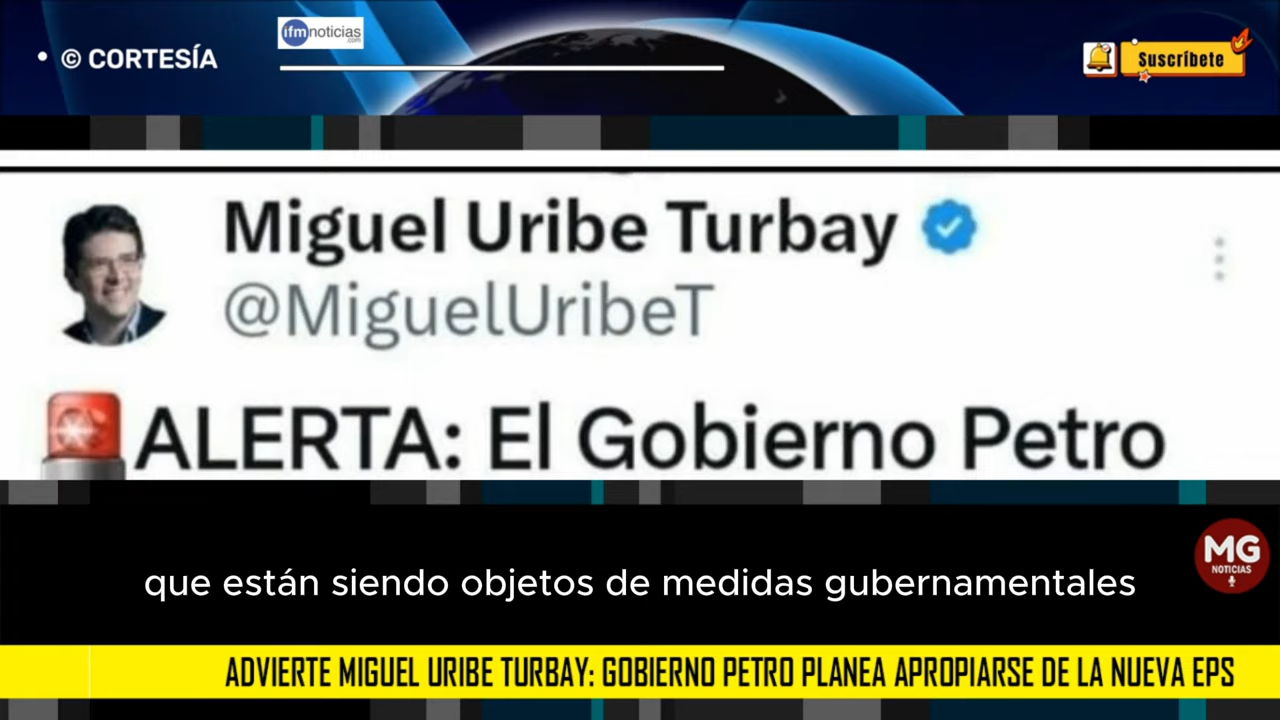 • © CORTESÍA
ifmnoticias
.com
Suscríbete
Miguel Uribe Turbay
@MiguelUribeT
ALERTA: El Gobierno Petro
que están siendo objetos de medidas gubernamentales
MG
NOTICIAS
ADVIERTE MIGUEL URIBE TURBAY: GOBIERNO PETRO PLANEA APROPIARSE DE LA NUEVA EPS